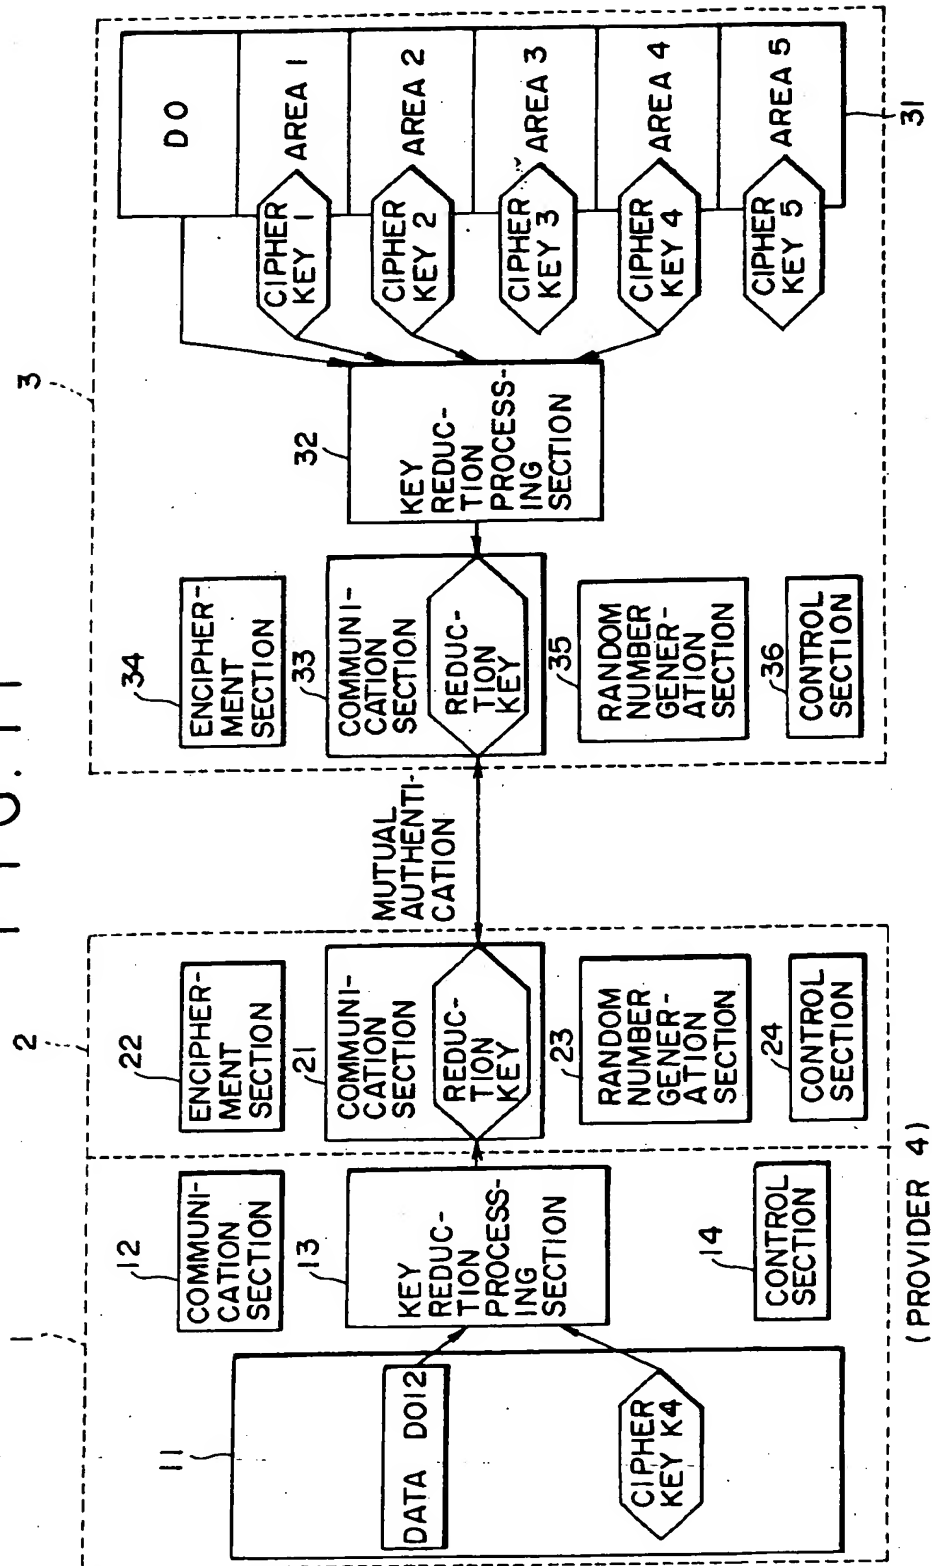 FIG. 11
1
11
DATA D012
CIPHER
KEY K4
12
COMMUNI-
CATION
SECTION
13
KEY
REDUC-
TION
PROCESS-
ING
SECTION
14
CONTROL
SECTION
(PROVIDER 4)
2
22
ENCIPHER-
MENT
SECTION
21
COMMUNI-
CATION
SECTION
REDUC-
TION
KEY
23
RANDOM
NUMBER
GENER-
ATION
SECTION
24
CONTROL
SECTION
MUTUAL
AUTHENTI-
CATION
3
34
ENCIPHER-
MENT
SECTION
33
COMMUNI-
CATION
SECTION
REDUC-
TION
KEY
35
RANDOM
NUMBER
GENER-
ATION
SECTION
36
CONTROL
SECTION
32
KEY
REDUC-
TION
PROCESS-
ING
SECTION
D0
CIPHER
KEY 1
AREA 1
CIPHER
KEY 2
AREA 2
CIPHER
KEY 3
AREA 3
CIPHER
KEY 4
AREA 4
CIPHER
KEY 5
AREA 5
31